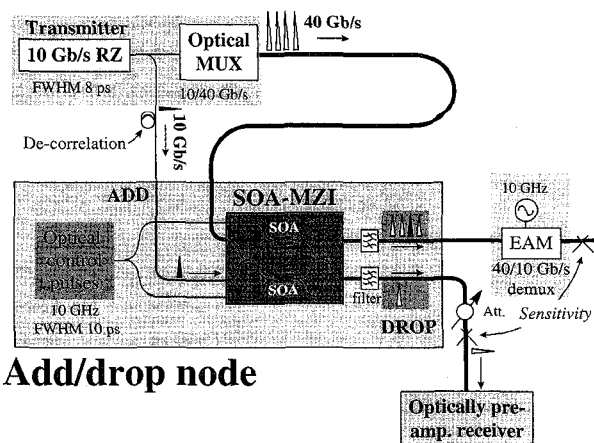 Transmitter
10 Gb/s RZ
FWHM 8 ps
Optical
MUX
10/40 Gb/s
40 Gb/s
De-correlation
10 Gb/s
ADD
SOA-MZI
SOA
SOA
Optical
control
pulses
10 GHz
FWHM 10 ps
filter
DROP
10 GHz
EAM
40/10 Gb/s
demux
Att.
Sensitivity
Add/drop node
Optically pre-
amp. receiver